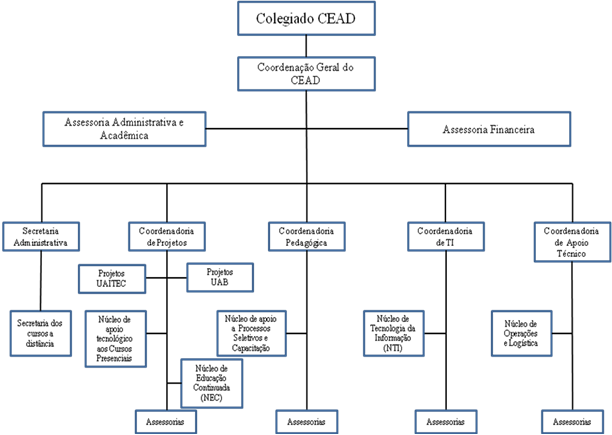 Colegiado CEAD
Coordenação Geral do
CEAD
Assessoria Administrativa e
Acadêmica
Assessoria Financeira
Secretaria
Administrativa
Coordenadoria
de Projetos
Coordenadoria
Pedagógica
Coordenadoria
de TI
Coordenadoria
de Apoio
Técnico
Projetos
UAITEC
Projetos
UAB
Secretaria dos
cursos a
distância
Núcleo de
apoio
tecnológico
aos Cursos
Presenciais
Núcleo de apoio
a Processos
Seletivos e
Capacitação
Núcleo de
Tecnologia da
Informação
(NTI)
Núcleo de
Operações
e Logística
Núcleo de
Educação
Continuada
(NEC)
Assessorias
Assessorias
Assessorias
Assessorias